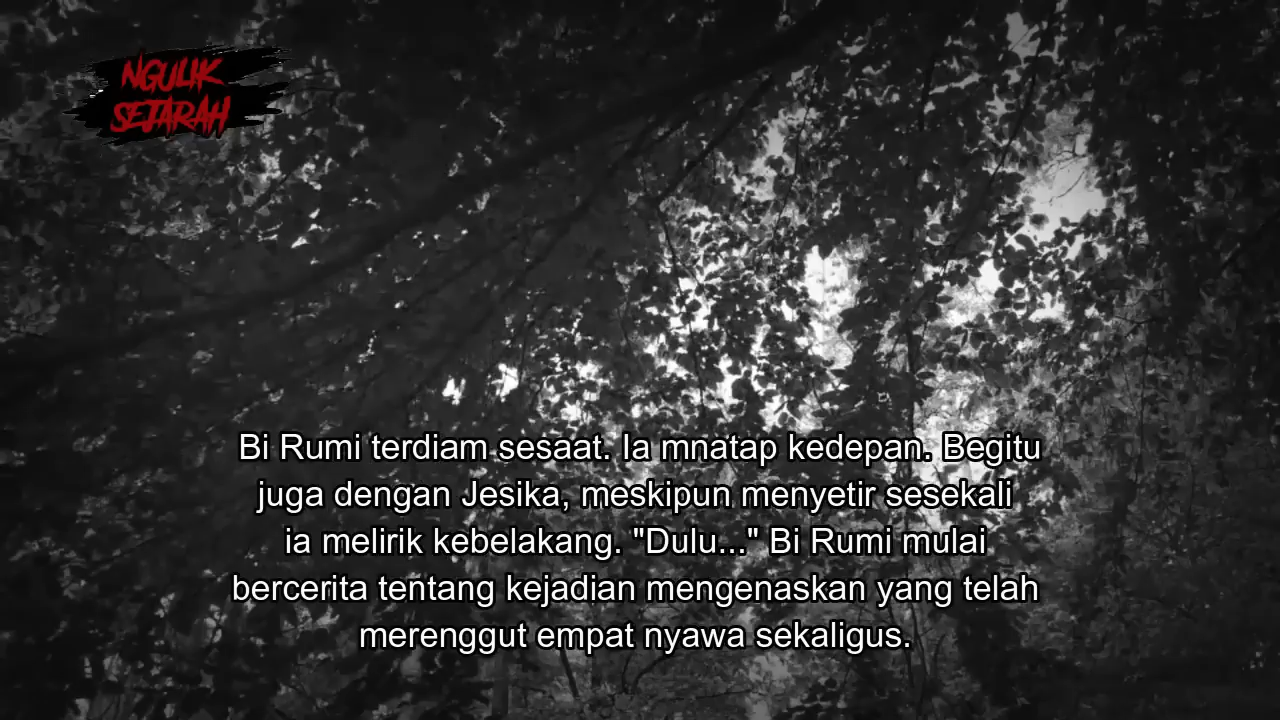 NGULIK
SEJARAH
Bi Rumi terdiam sesaat. Ia mnatap kedepan. Begitu
juga dengan Jesika, meskipun menyetir sesekali
ia melirik kebelakang. "Dulu..." Bi Rumi mulai
bercerita tentang kejadian mengenaskan yang telah
merenggut empat nyawa sekaligus.